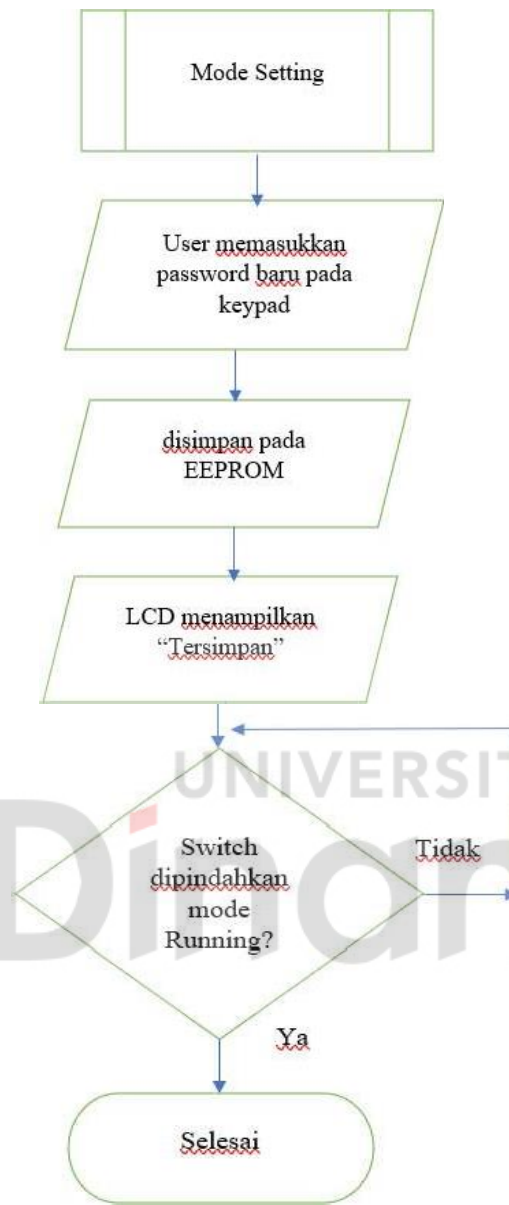 Mode Setting
User memasukkan
password baru pada
keypad
disimpan pada
EEPROM
LCD menampilkan
“Tersimpan”
UNIVERSIT
Dinam
Switch
dipindahkan
mode
Running?
Tidak
Ya
Selesai